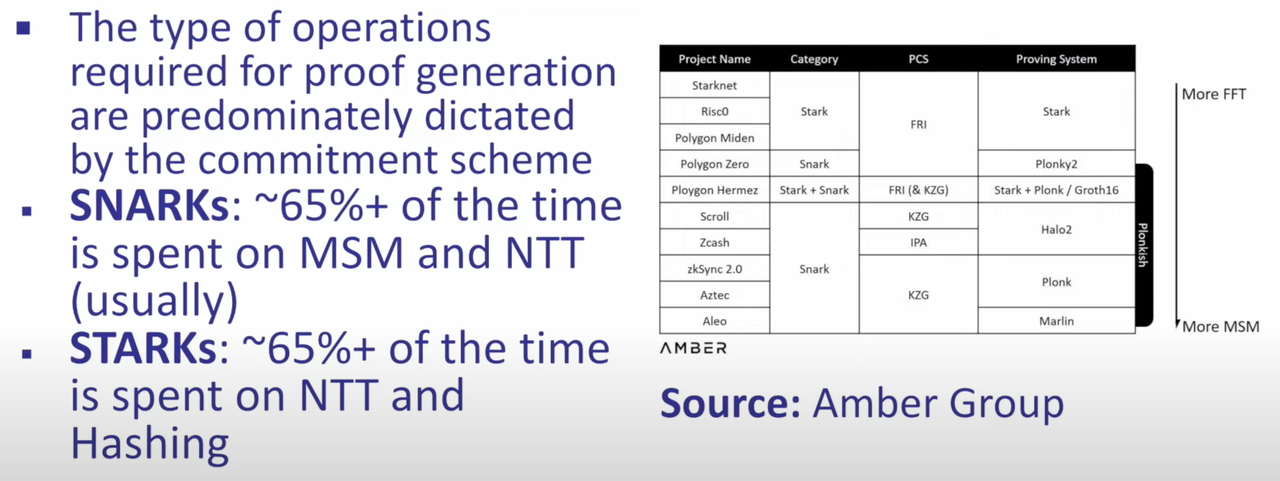 ▪ The type of operations
required for proof generation
are predominately dictated
by the commitment scheme
▪ SNARKs: ~65%+ of the time
is spent on MSM and NTT
(usually)
▪ STARKs: ~65%+ of the time
is spent on NTT and
Hashing
Project Name Category PCS Proving System
Starknet
Risc0 Stark FRI Stark
Polygon Miden
Polygon Zero Snark Plonky2
Ploygon Hermez Stark + Snark FRI (& KZG) Stark + Plonk / Groth16
Scroll KZG
Halo2
Zcash IPA
zkSync 2.0 Snark
Plonk
Aztec KZG
Aleo Marlin
Plonkish
More FFT
More MSM
AMBER
Source: Amber Group